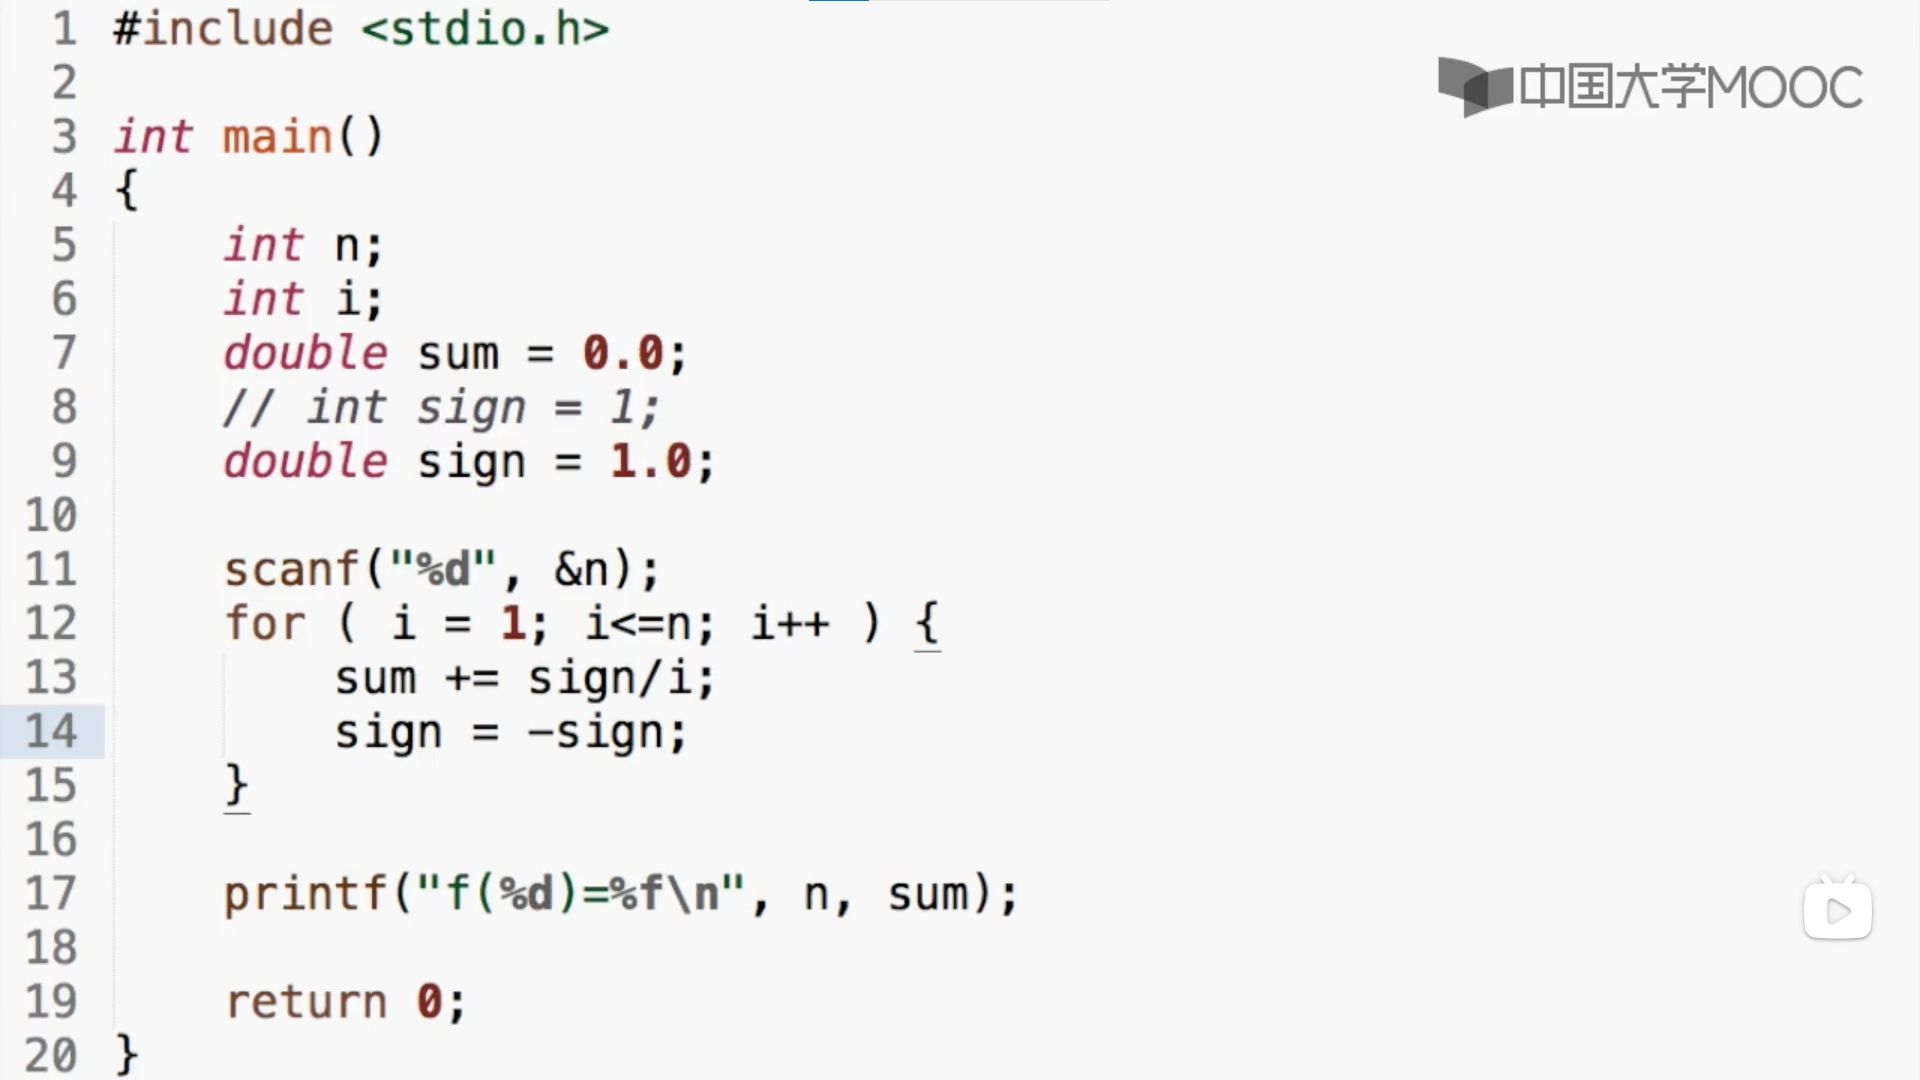 1 #include <stdio.h>
中国大学MOOC
2
3 int main()
4 {
5 int n;
6 int i;
7 double sum = 0.0;
8 // int sign = 1;
9 double sign = 1.0;
10
11 scanf("%d", &n);
12 for ( i = 1; i<=n; i++ ) {
13 sum += sign/i;
14 sign = -sign;
15 }
16
17 printf("f(%d)=%f\n", n, sum);
18
19 return 0;
20 }